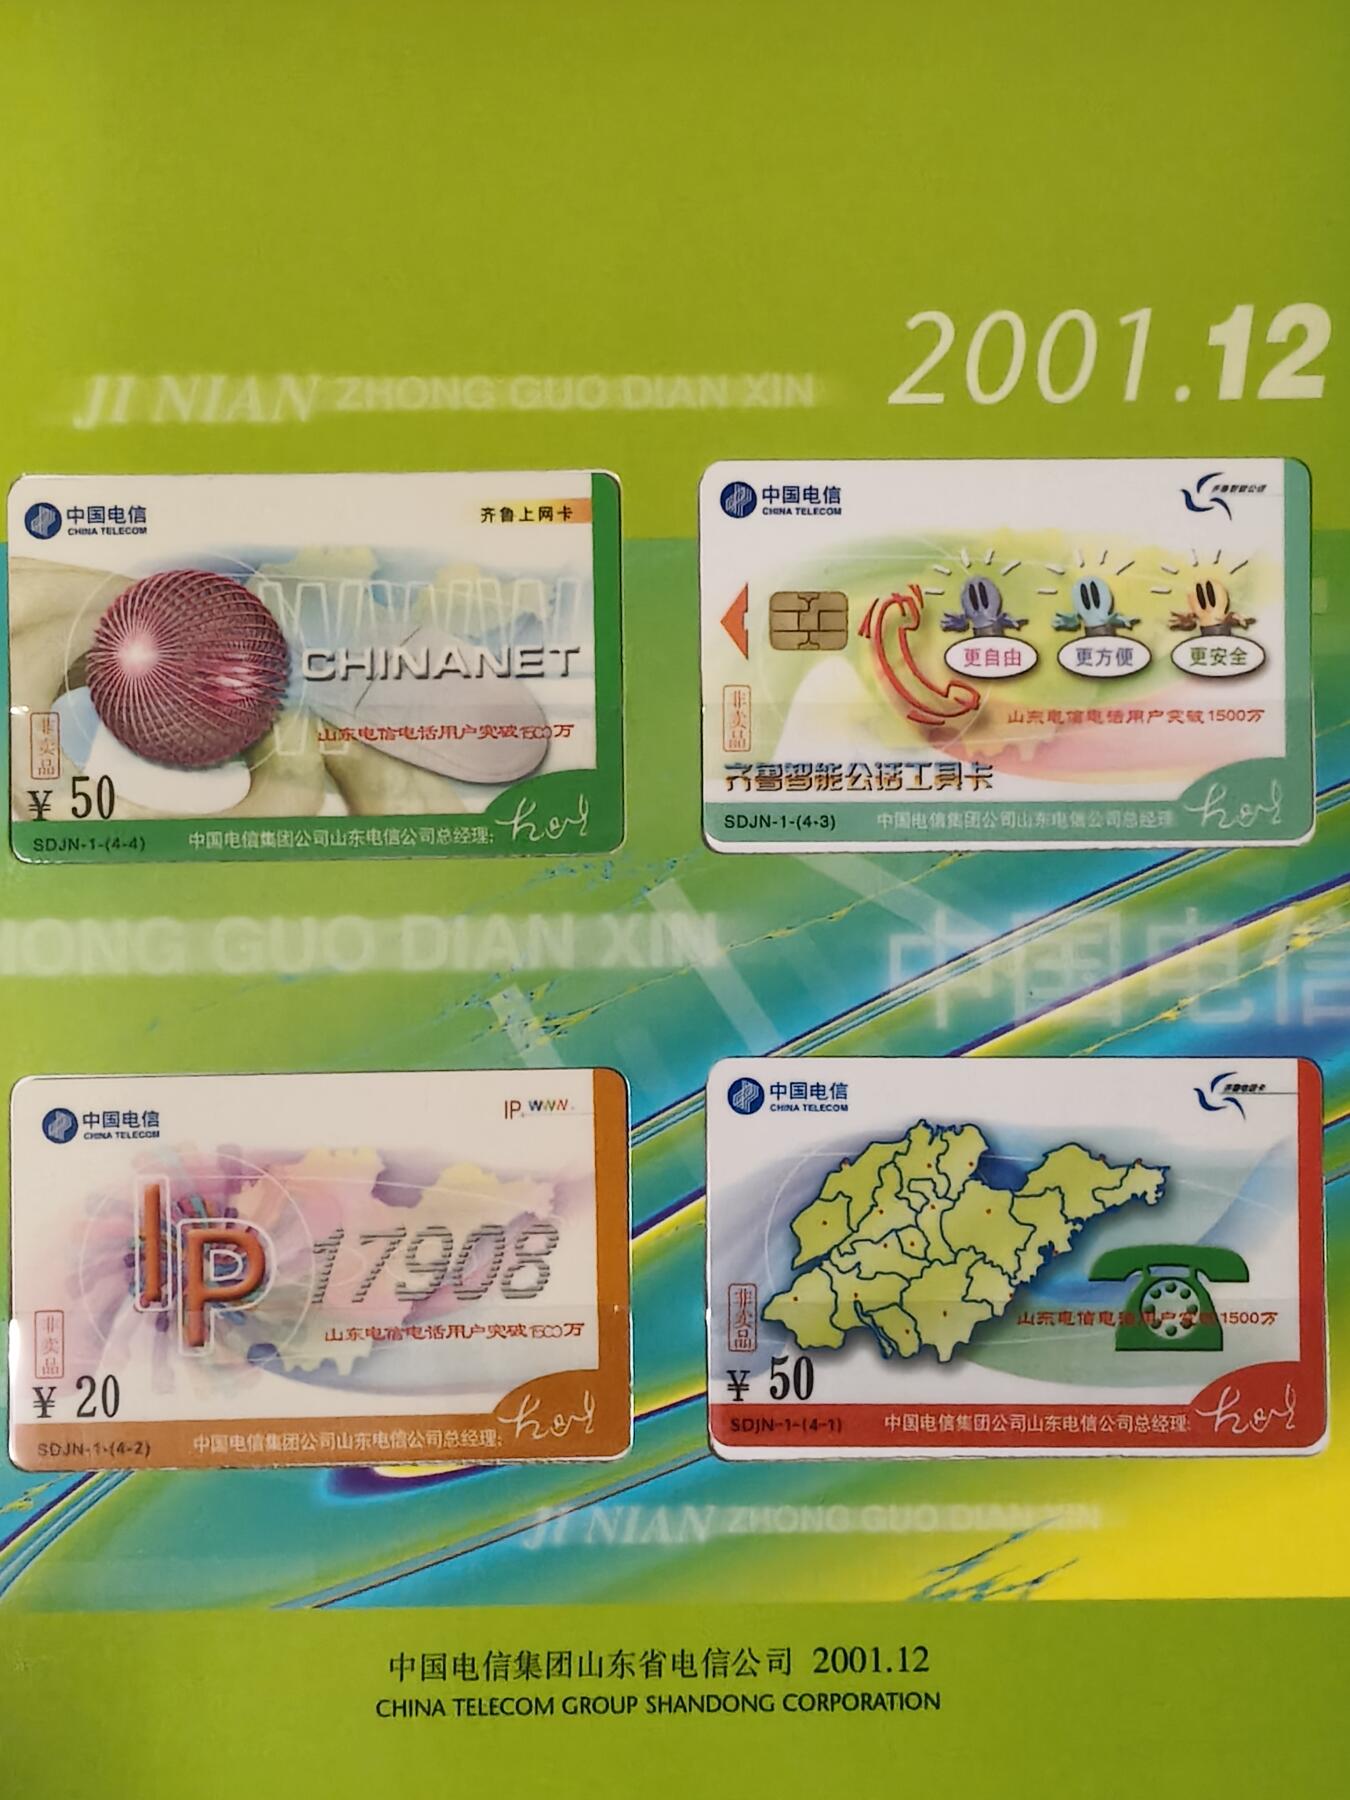 2001.12
JI NIAN ZHONG GUO DIAN XIN
中国电信
CHINA TELECOM
齐鲁上网卡
WWW
CHINANET
山东电信电话用户突破1500万
非卖品
¥ 50
SDJN-1-(4-4)
中国电信集团公司山东电信公司总经理:
中国电信
CHINA TELECOM
齐鲁智能公话
更自由
更方便
更安全
山东电信电话用户突破1500万
非卖品
齐鲁智能公话工具卡
SDJN-1-(4-3)
中国电信集团公司山东电信公司总经理
HONG GUO DIAN XIN
中国电信
中国电信
CHINA TELECOM
IP. WWW.
IP 17908
山东电信电话用户突破1500万
非卖品
¥ 20
SDJN-1-(4-2)
中国电信集团公司山东电信公司总经理:
中国电信
CHINA TELECOM
齐鲁电话卡
山东电信电话用户突破1500万
非卖品
¥ 50
SDJN-1-(4-1)
中国电信集团公司山东电信公司总经理:
JI NIAN ZHONG GUO DIAN XIN
中国电信集团山东省电信公司 2001.12
CHINA TELECOM GROUP SHANDONG CORPORATION